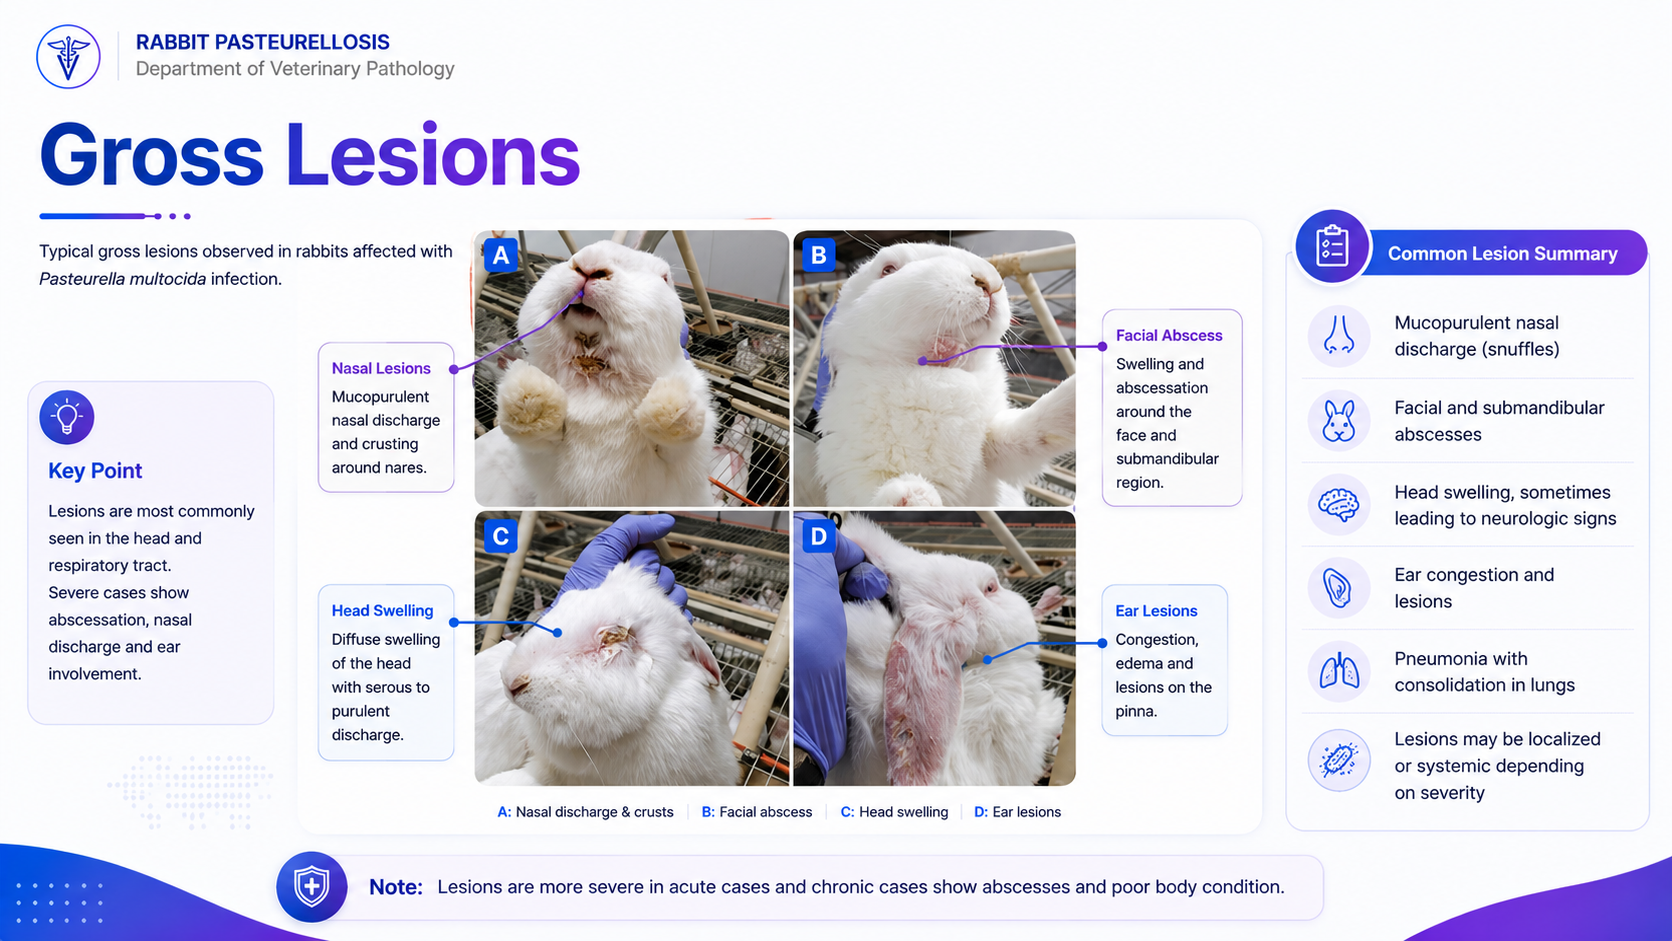 RABBIT PASTEURELLOSIS
Department of Veterinary Pathology
Gross Lesions
Typical gross lesions observed in rabbits affected with
Pasteurella multocida infection.
Key Point
Lesions are most commonly
seen in the head and
respiratory tract.
Severe cases show
abscessation, nasal
discharge and ear
involvement.
Nasal Lesions
Mucopurulent
nasal discharge
and crusting
around nares.
Head Swelling
Diffuse swelling
of the head
with serous to
purulent
discharge.
A
B
C
D
Facial Abscess
Swelling and
abscessation
around the
face and
submandibular
region.
Ear Lesions
Congestion,
edema and
lesions on the
pinna.
A: Nasal discharge & crusts | B: Facial abscess | C: Head swelling | D: Ear lesions
Common Lesion Summary
Mucopurulent nasal
discharge (snuffles)
Facial and submandibular
abscesses
Head swelling, sometimes
leading to neurologic signs
Ear congestion and
lesions
Pneumonia with
consolidation in lungs
Lesions may be localized
or systemic depending
on severity
Note: Lesions are more severe in acute cases and chronic cases show abscesses and poor body condition.